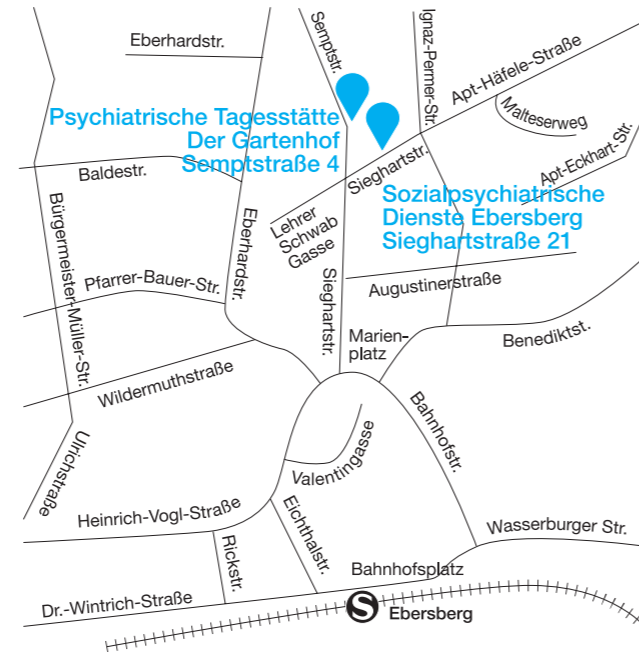 Eberhardstr.
Semptstr.
Ignaz-Permer-Str.
Apt-Häfele-Straße
Malteserweg
Psychiatrische Tagesstätte
Der Gartenhof
Semptstraße 4
Baldestr.
Sieghartstr.
Apt-Eckhart-Str.
Sozialpsychiatrische
Dienste Ebersberg
Sieghartstraße 21
Bürgermeister-Müller-Str.
Eberhardstr.
Lehrer
Schwab
Gasse
Pfarrer-Bauer-Str.
Sieghartstr.
Augustinerstraße
Marien-
platz
Benediktst.
Wildermuthstraße
Bahnhofstr.
Ulrichstraße
Valentingasse
Heinrich-Vogl-Straße
Eichthalstr.
Wasserburger Str.
Rickstr.
Bahnhofsplatz
Dr.-Wintrich-Straße
S Ebersberg